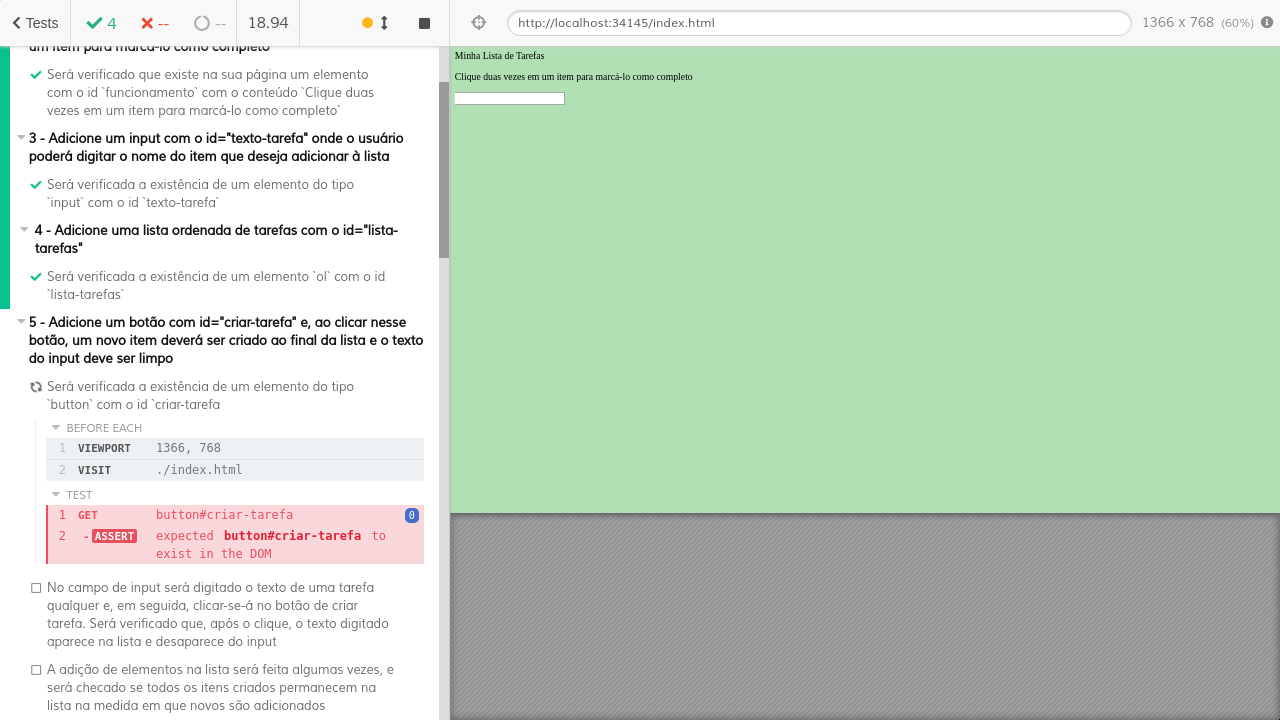 Tests
4
--
--
18.94
http://localhost:34145/index.html
1366 x 768 (60%)
um item para marcá-lo como completo
Será verificado que existe na sua página um elemento
com o id `funcionamento` com o conteúdo `Clique duas
vezes em um item para marcá-lo como completo`
3 - Adicione um input com o id="texto-tarefa" onde o usuário
poderá digitar o nome do item que deseja adicionar à lista
Será verificada a existência de um elemento do tipo
`input` com o id `texto-tarefa`
4 - Adicione uma lista ordenada de tarefas com o id="lista-
tarefas"
Será verificada a existência de um elemento `ol` com o id
`lista-tarefas`
5 - Adicione um botão com id="criar-tarefa" e, ao clicar nesse
botão, um novo item deverá ser criado ao final da lista e o texto
do input deve ser limpo
Será verificada a existência de um elemento do tipo
`button` com o id `criar-tarefa
BEFORE EACH
1 VIEWPORT 1366, 768
2 VISIT ./index.html
TEST
1 GET button#criar-tarefa 0
2 -ASSERT expected button#criar-tarefa to
exist in the DOM
No campo de input será digitado o texto de uma tarefa
qualquer e, em seguida, clicar-se-á no botão de criar
tarefa. Será verificado que, após o clique, o texto digitado
aparece na lista e desaparece do input
A adição de elementos na lista será feita algumas vezes, e
será checado se todos os itens criados permanecem na
lista na medida em que novos são adicionados
Minha Lista de Tarefas
Clique duas vezes em um item para marcá-lo como completo